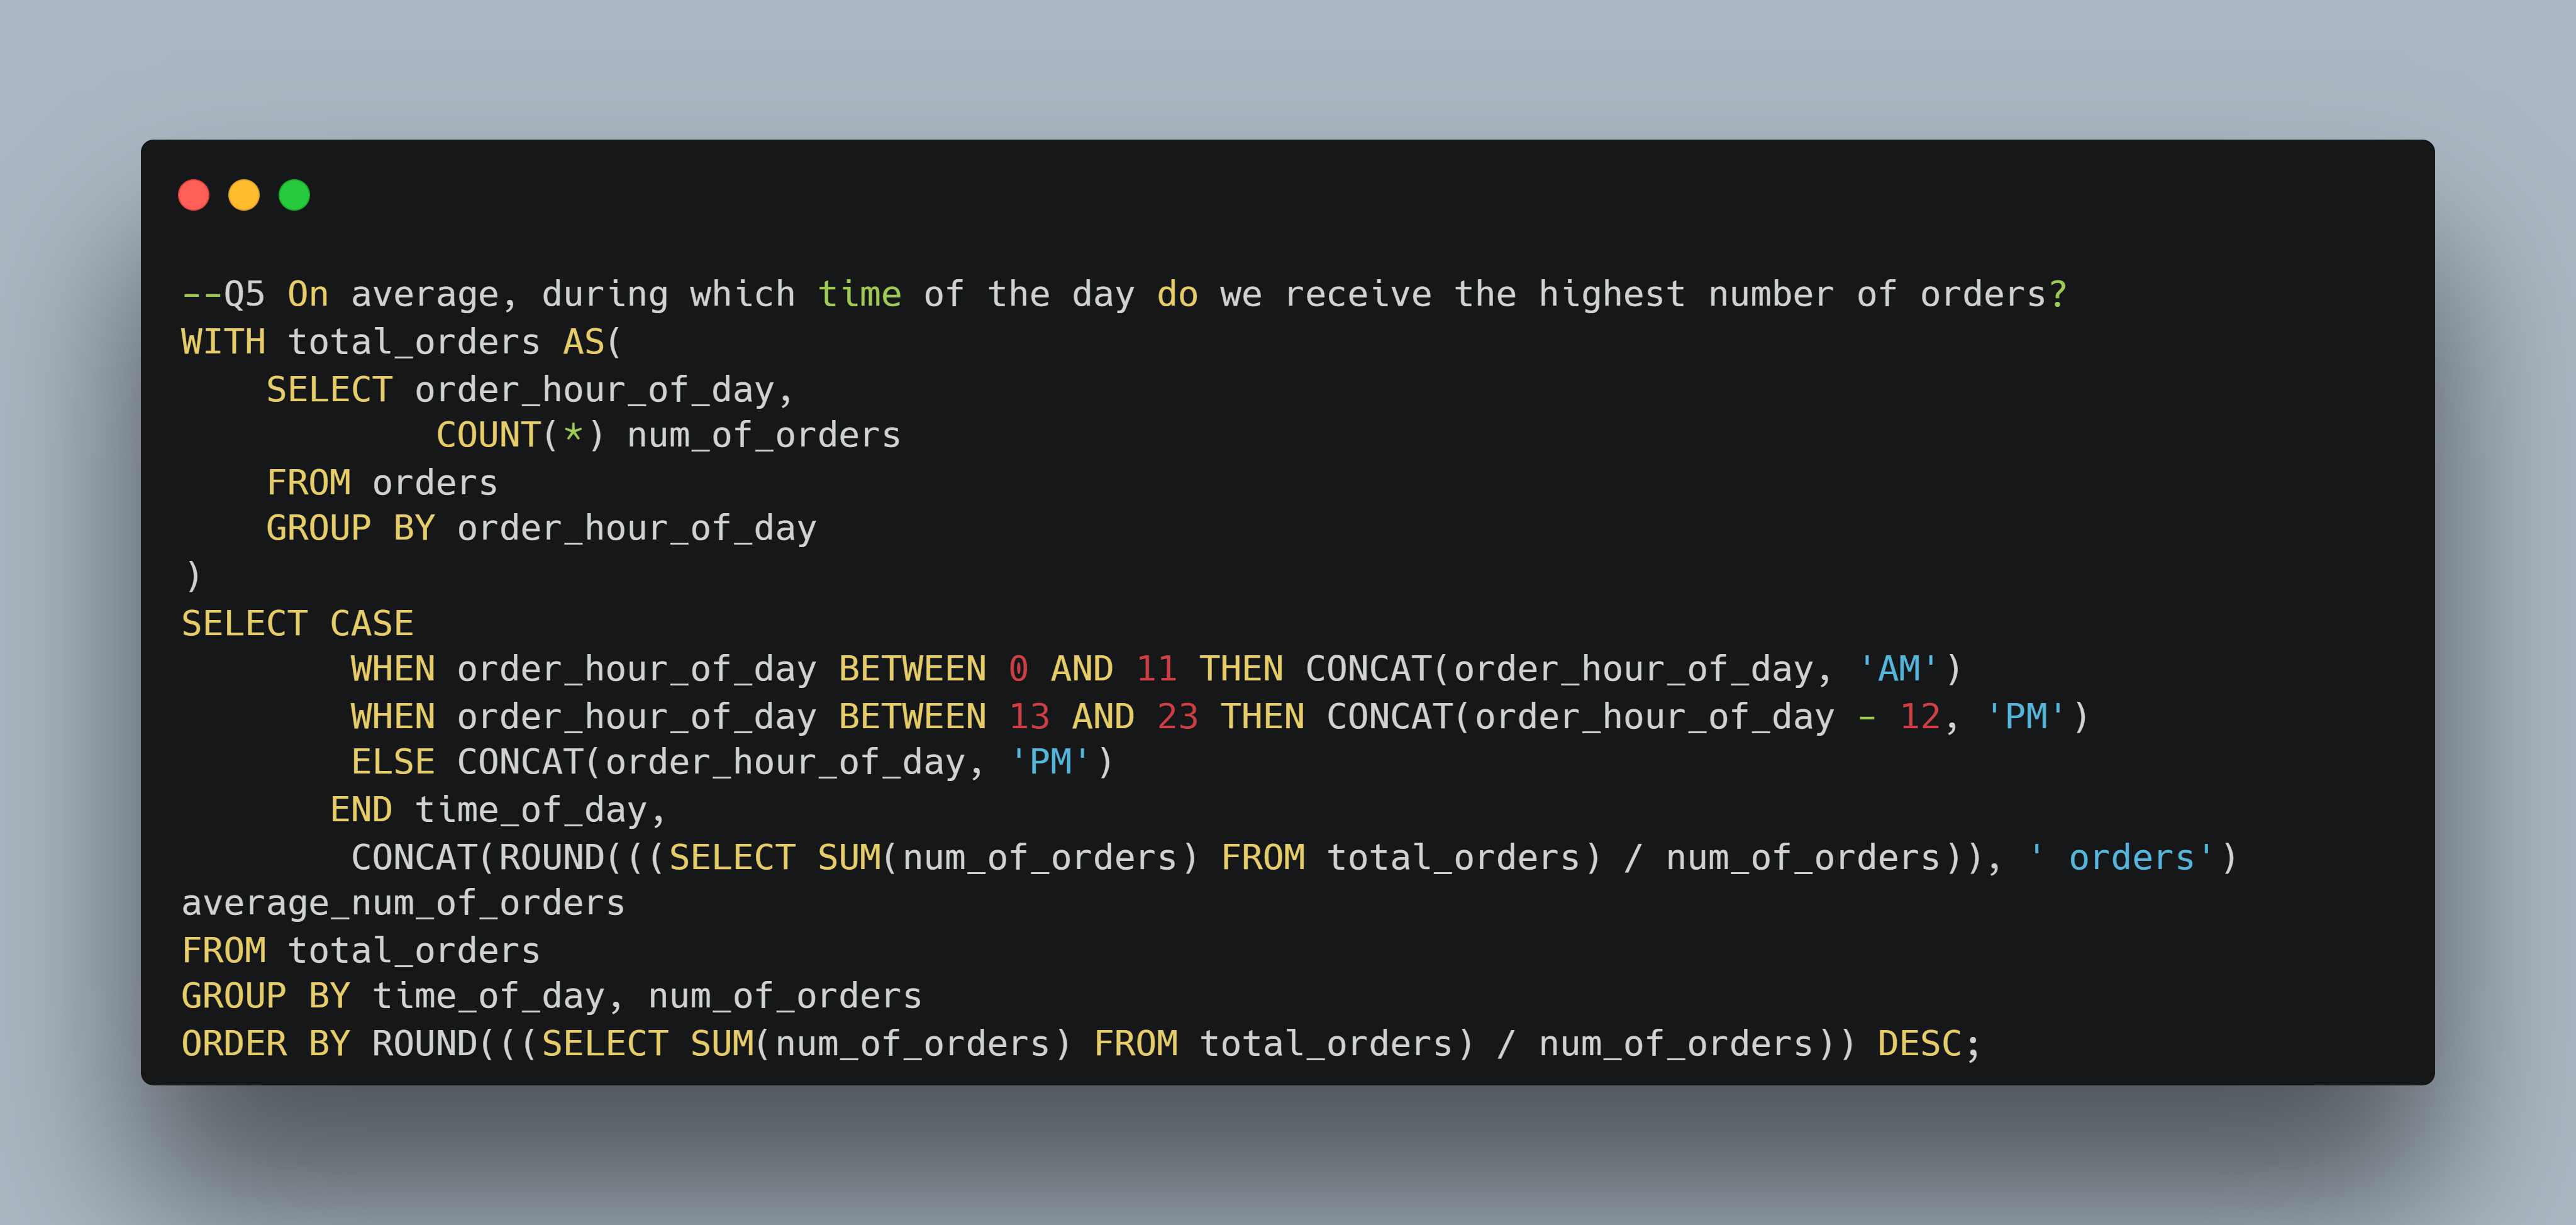 --Q5 On average, during which time of the day do we receive the highest number of orders?
WITH total_orders AS(
    SELECT order_hour_of_day,
            COUNT(*) num_of_orders
    FROM orders
    GROUP BY order_hour_of_day
)
SELECT CASE
        WHEN order_hour_of_day BETWEEN 0 AND 11 THEN CONCAT(order_hour_of_day, 'AM')
        WHEN order_hour_of_day BETWEEN 13 AND 23 THEN CONCAT(order_hour_of_day - 12, 'PM')
        ELSE CONCAT(order_hour_of_day, 'PM')
       END time_of_day,
        CONCAT(ROUND(((SELECT SUM(num_of_orders) FROM total_orders) / num_of_orders)), ' orders')
average_num_of_orders
FROM total_orders
GROUP BY time_of_day, num_of_orders
ORDER BY ROUND(((SELECT SUM(num_of_orders) FROM total_orders) / num_of_orders)) DESC;